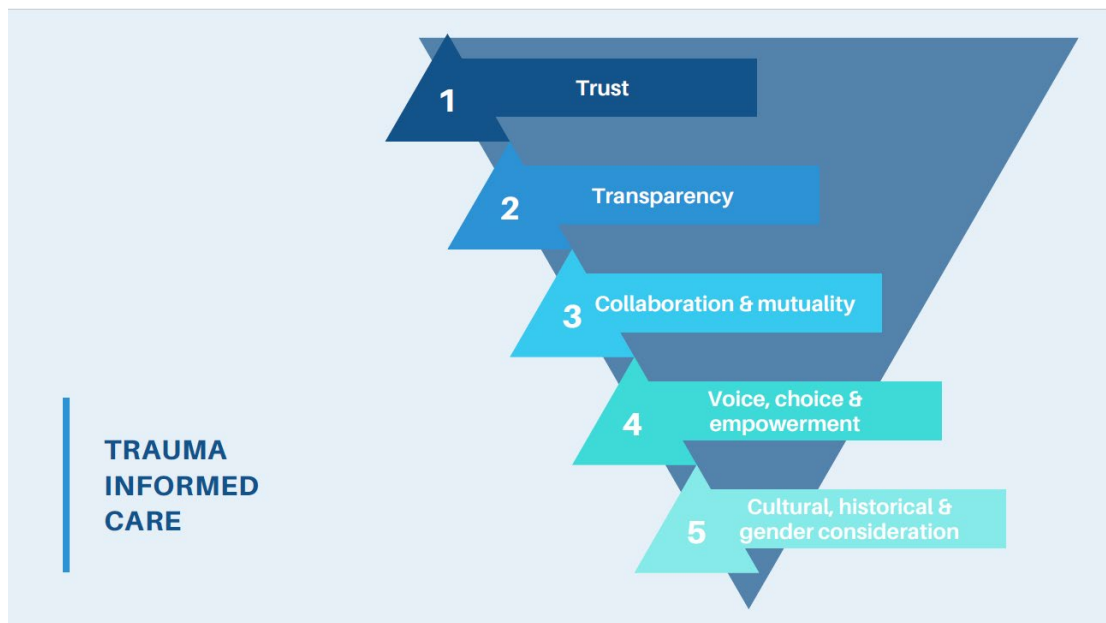 1
Trust
2
Transparency
3
Collaboration & mutuality
4
Voice, choice &
empowerment
5
Cultural, historical &
gender consideration
TRAUMA
INFORMED
CARE